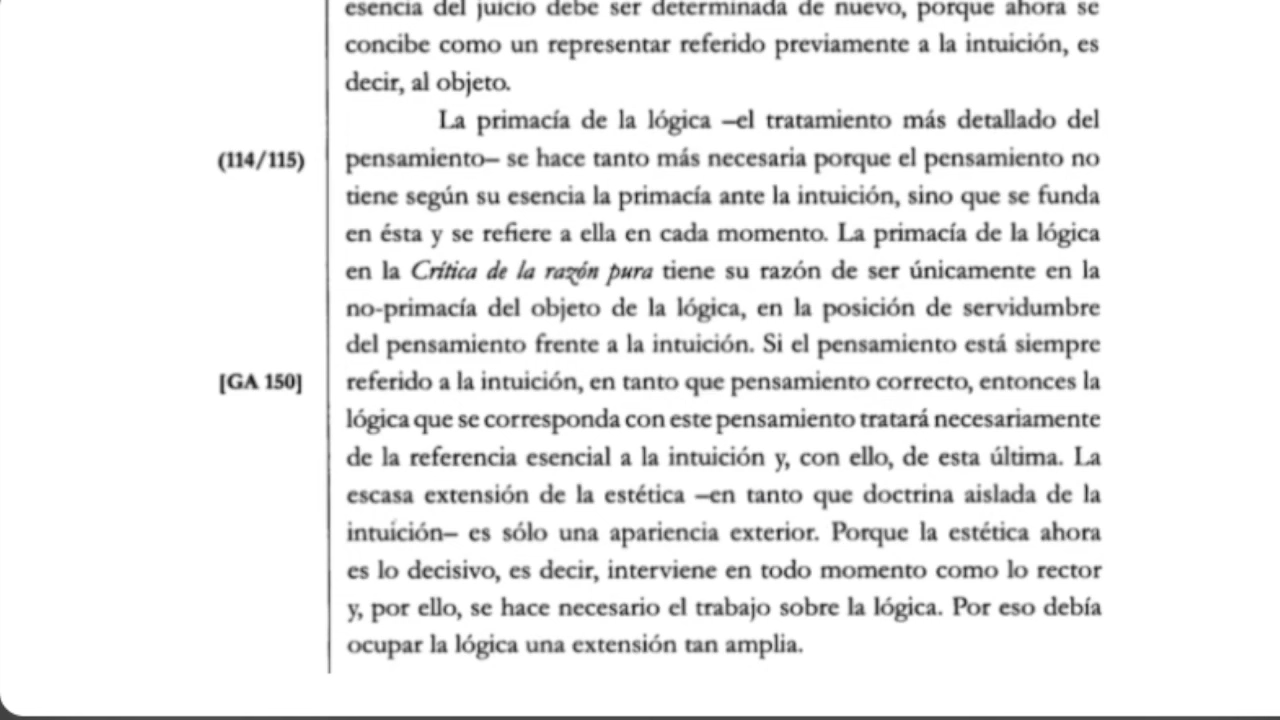 esencia del juicio debe ser determinada de nuevo, porque ahora se
concibe como un representar referido previamente a la intuición, es
decir, al objeto.
La primacía de la lógica –el tratamiento más detallado del
(114/115) pensamiento– se hace tanto más necesaria porque el pensamiento no
tiene según su esencia la primacía ante la intuición, sino que se funda
en ésta y se refiere a ella en cada momento. La primacía de la lógica
en la Crítica de la razón pura tiene su razón de ser únicamente en la
no-primacía del objeto de la lógica, en la posición de servidumbre
del pensamiento frente a la intuición. Si el pensamiento está siempre
[GA 150] referido a la intuición, en tanto que pensamiento correcto, entonces la
lógica que se corresponda con este pensamiento tratará necesariamente
de la referencia esencial a la intuición y, con ello, de esta última. La
escasa extensión de la estética –en tanto que doctrina aislada de la
intuición– es sólo una apariencia exterior. Porque la estética ahora
es lo decisivo, es decir, interviene en todo momento como lo rector
y, por ello, se hace necesario el trabajo sobre la lógica. Por eso debía
ocupar la lógica una extensión tan amplia.